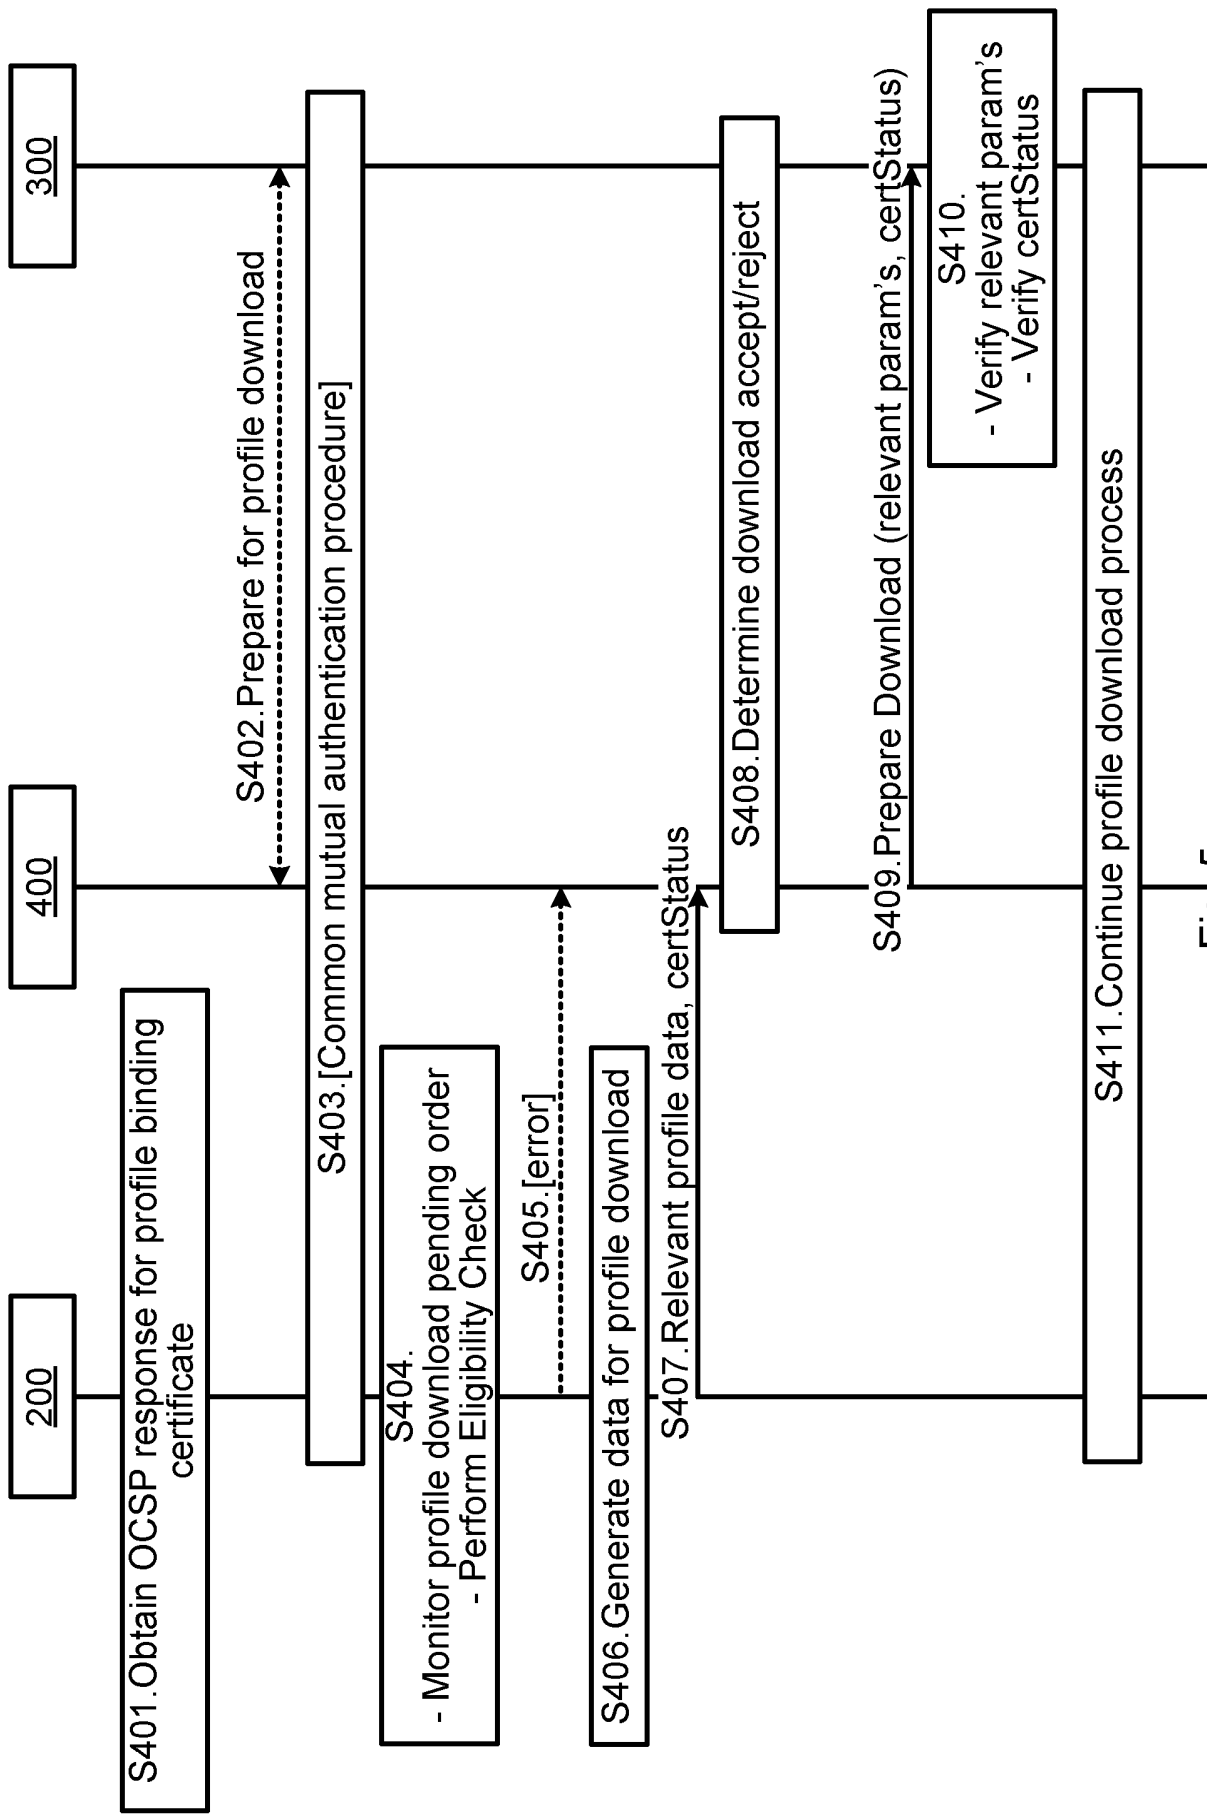 200
400
300
S401.Obtain OCSP response for profile binding
certificate
S402.Prepare for profile download
S403.[Common mutual authentication procedure]
S404.
- Monitor profile download pending order
- Perform Eligibility Check
S405.[error]
S406.Generate data for profile download
S407.Relevant profile data, certStatus
S408.Determine download accept/reject
S409.Prepare Download (relevant param's, certStatus)
S410.
- Verify relevant param's
- Verify certStatus
S411.Continue profile download process